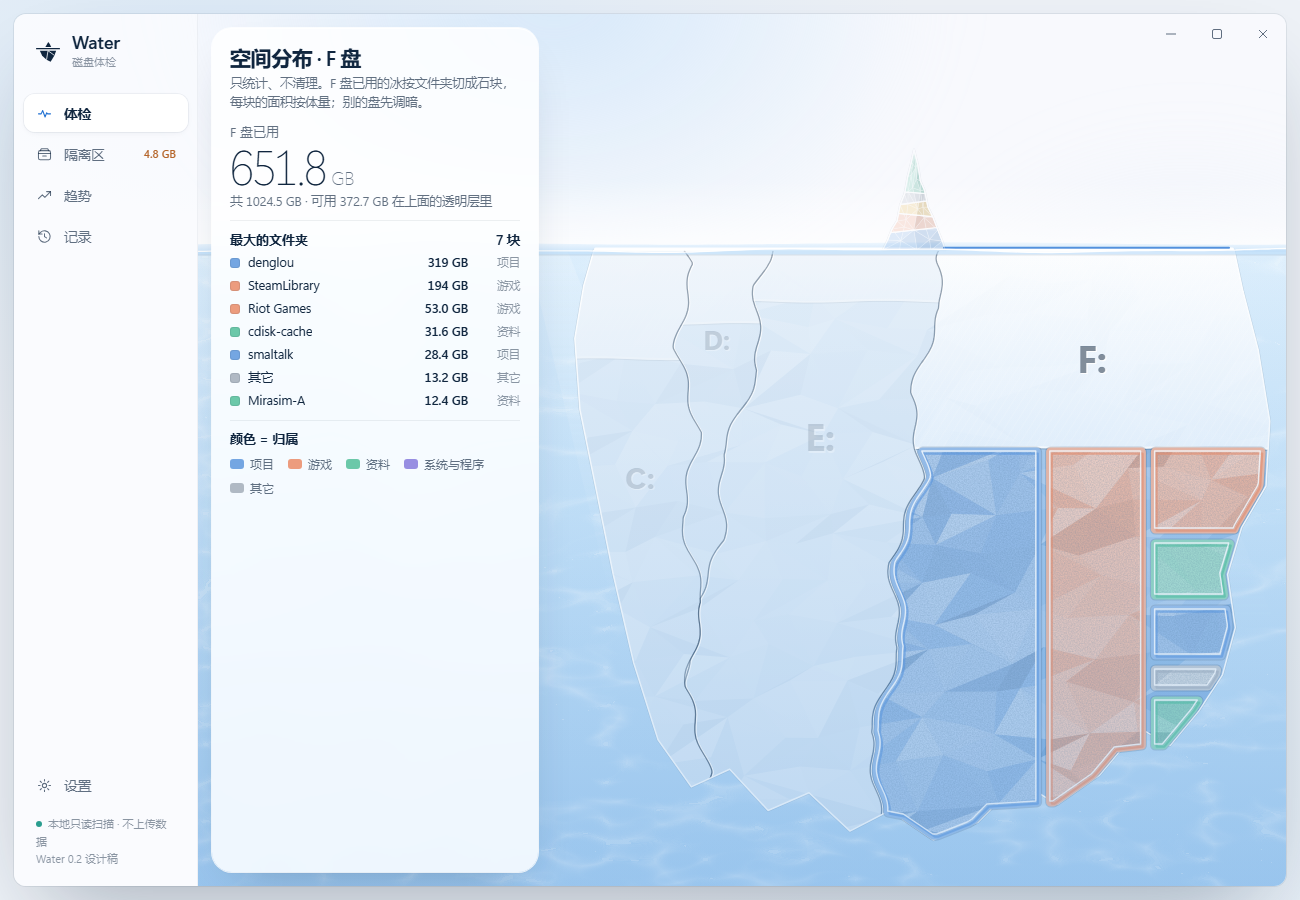 Water
磁盘体检
体检
隔离区 4.8 GB
趋势
记录
设置
本地只读扫描 · 不上传数
据
Water 0.2 设计稿
空间分布 · F 盘
只统计、不清理。F 盘已用的冰按文件夹切成石块，
每块的面积按体量；别的盘先调暗。
F 盘已用
651.8 GB
共 1024.5 GB · 可用 372.7 GB 在上面的透明层里
最大的文件夹 7 块
denglou 319 GB 项目
SteamLibrary 194 GB 游戏
Riot Games 53.0 GB 游戏
cdisk-cache 31.6 GB 资料
smaltalk 28.4 GB 项目
其它 13.2 GB 其它
Mirasim-A 12.4 GB 资料
颜色 = 归属
项目 游戏 资料 系统与程序
其它
D:
F:
E:
C: